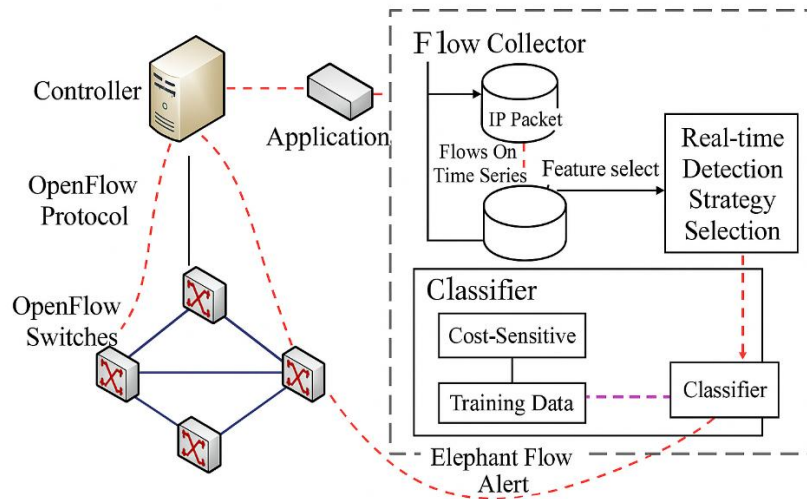 Flow Collector
Controller
IP Packet
Application
Flows On
Time Series
Feature select
Real-time
Detection
Strategy
Selection
OpenFlow
Protocol
OpenFlow
Switches
Classifier
Cost-Sensitive
Training Data
Classifier
Elephant Flow
Alert